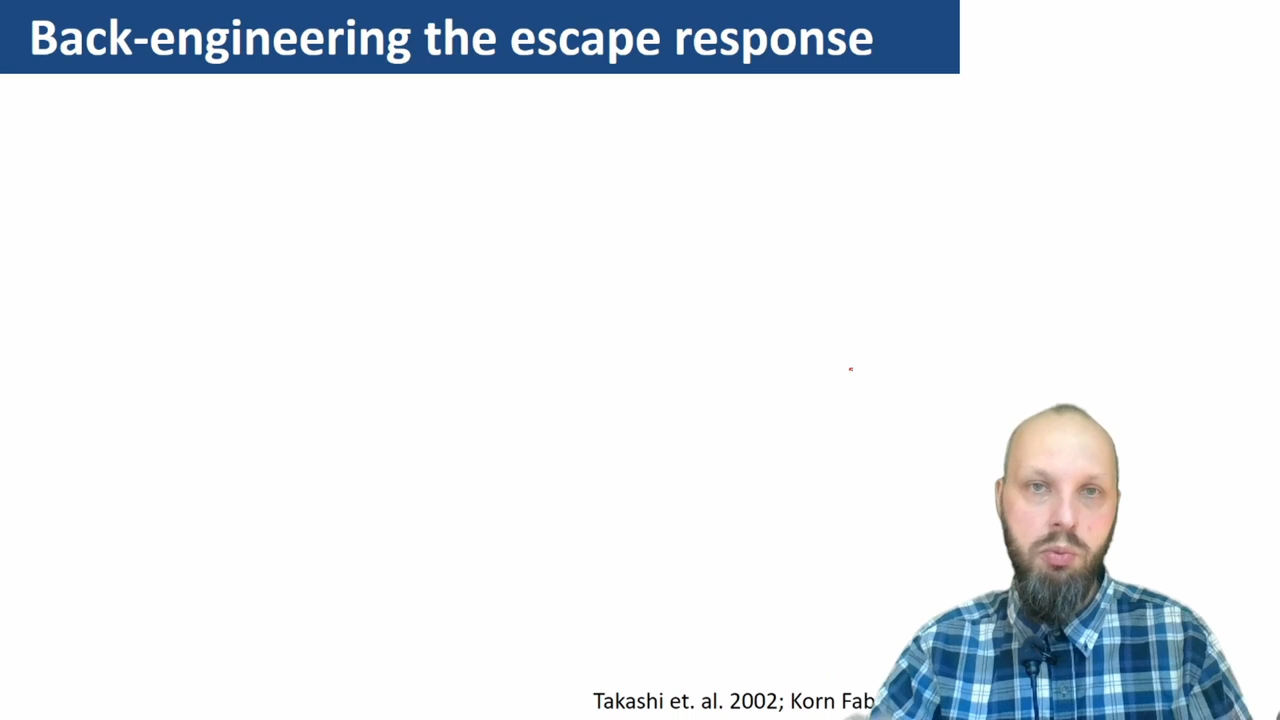 Back-engineering the escape response
Takashi et. al. 2002; Korn Fab